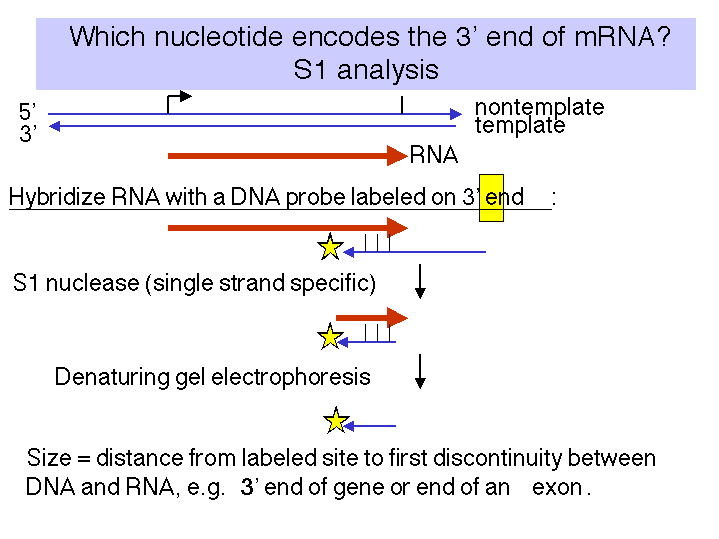 Which nucleotide encodes the 3’ end of mRNA?
S1 analysis
5’
nontemplate
3’
template
RNA
Hybridize RNA with a DNA probe labeled on 3’ end :
S1 nuclease (single strand specific)
Denaturing gel electrophoresis
Size = distance from labeled site to first discontinuity between
DNA and RNA, e.g. 3’ end of gene or end of an exon.